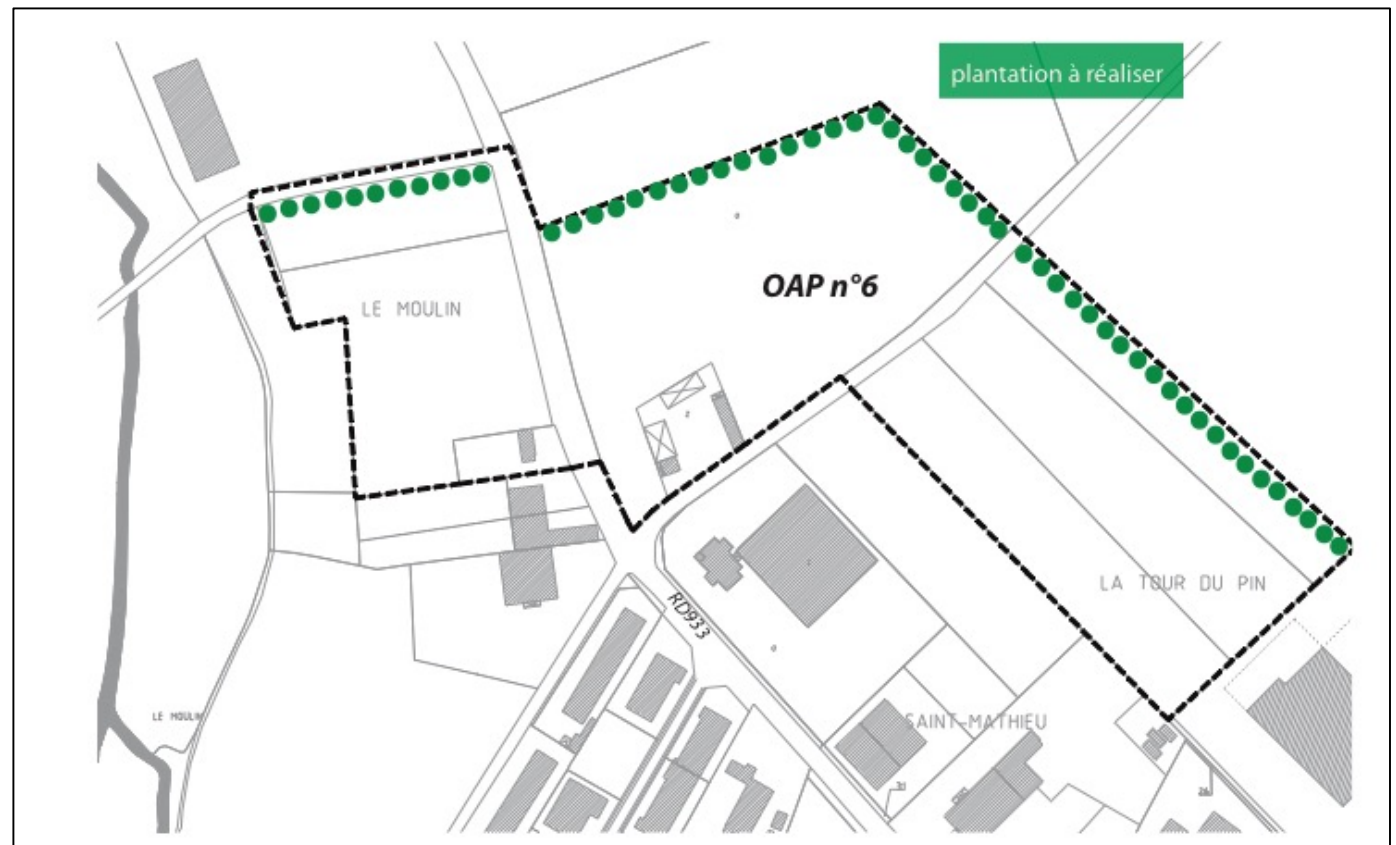 plantation à réaliser
OAP n°6
LE MOULIN
LA TOUR DU PIN
RD933
SAINT-MATHIEU
LE MOULIN